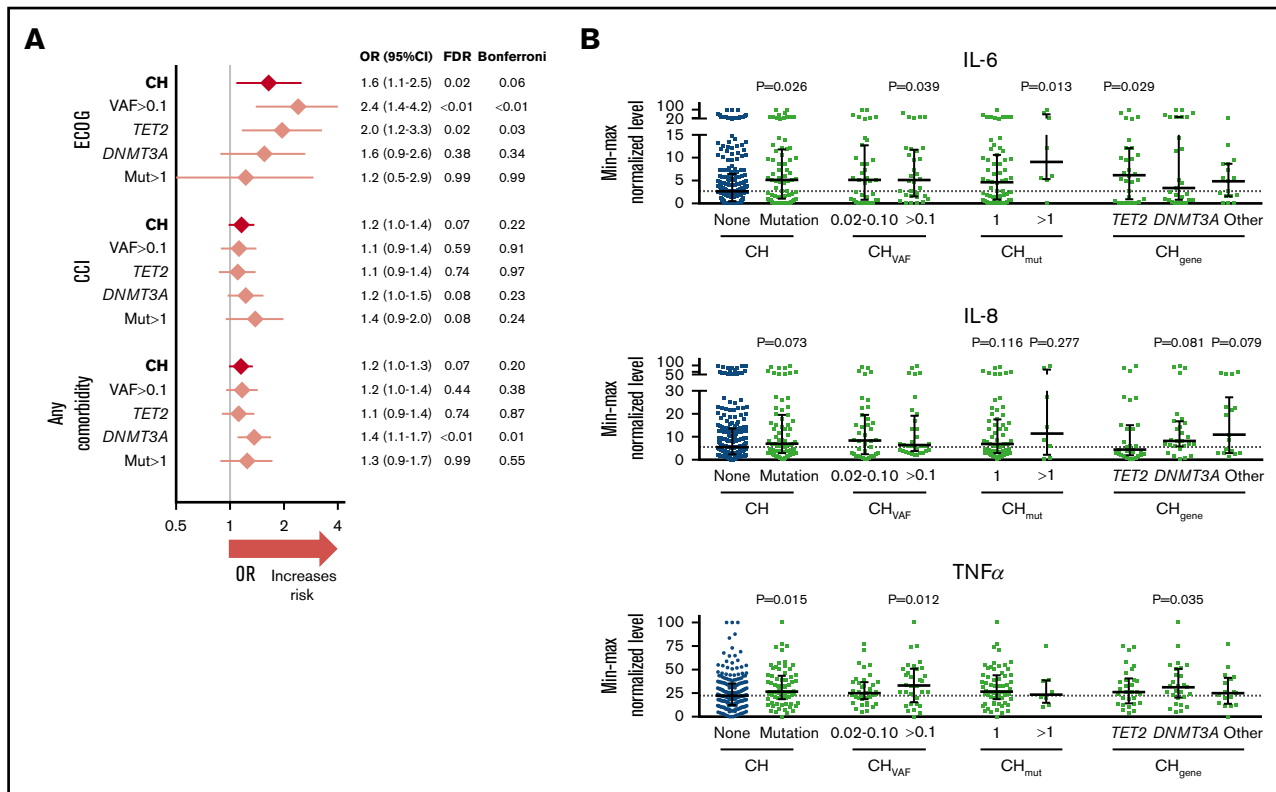 A
OR (95%CI) FDR Bonferroni
ECOG
CH 1.6 (1.1-2.5) 0.02 0.06
VAF>0.1 2.4 (1.4-4.2) <0.01 <0.01
TET2 2.0 (1.2-3.3) 0.02 0.03
DNMT3A 1.6 (0.9-2.6) 0.38 0.34
Mut>1 1.2 (0.5-2.9) 0.99 0.99
CCI
CH 1.2 (1.0-1.4) 0.07 0.22
VAF>0.1 1.1 (0.9-1.4) 0.59 0.91
TET2 1.1 (0.9-1.4) 0.74 0.97
DNMT3A 1.2 (1.0-1.5) 0.08 0.23
Mut>1 1.4 (0.9-2.0) 0.08 0.24
Any
comorbidity
CH 1.2 (1.0-1.3) 0.07 0.20
VAF>0.1 1.2 (1.0-1.4) 0.44 0.38
TET2 1.1 (0.9-1.4) 0.74 0.87
DNMT3A 1.4 (1.1-1.7) <0.01 0.01
Mut>1 1.3 (0.9-1.7) 0.99 0.55
0.5 1 2 4
OR Increases
risk
B
IL-6
P=0.026 P=0.039 P=0.013 P=0.029
Min-max
normalized level
100
20
15
10
5
0
None Mutation 0.02-0.10 >0.1 1 >1 TET2 DNMT3A Other
CH CHVAF CHmut CHgene
IL-8
P=0.073 P=0.116 P=0.277 P=0.081 P=0.079
Min-max
normalized level
100
50
30
20
10
0
None Mutation 0.02-0.10 >0.1 1 >1 TET2 DNMT3A Other
CH CHVAF CHmut CHgene
TNFα
P=0.015 P=0.012 P=0.035
Min-max
normalized level
100
75
50
25
0
None Mutation 0.02-0.10 >0.1 1 >1 TET2 DNMT3A Other
CH CHVAF CHmut CHgene